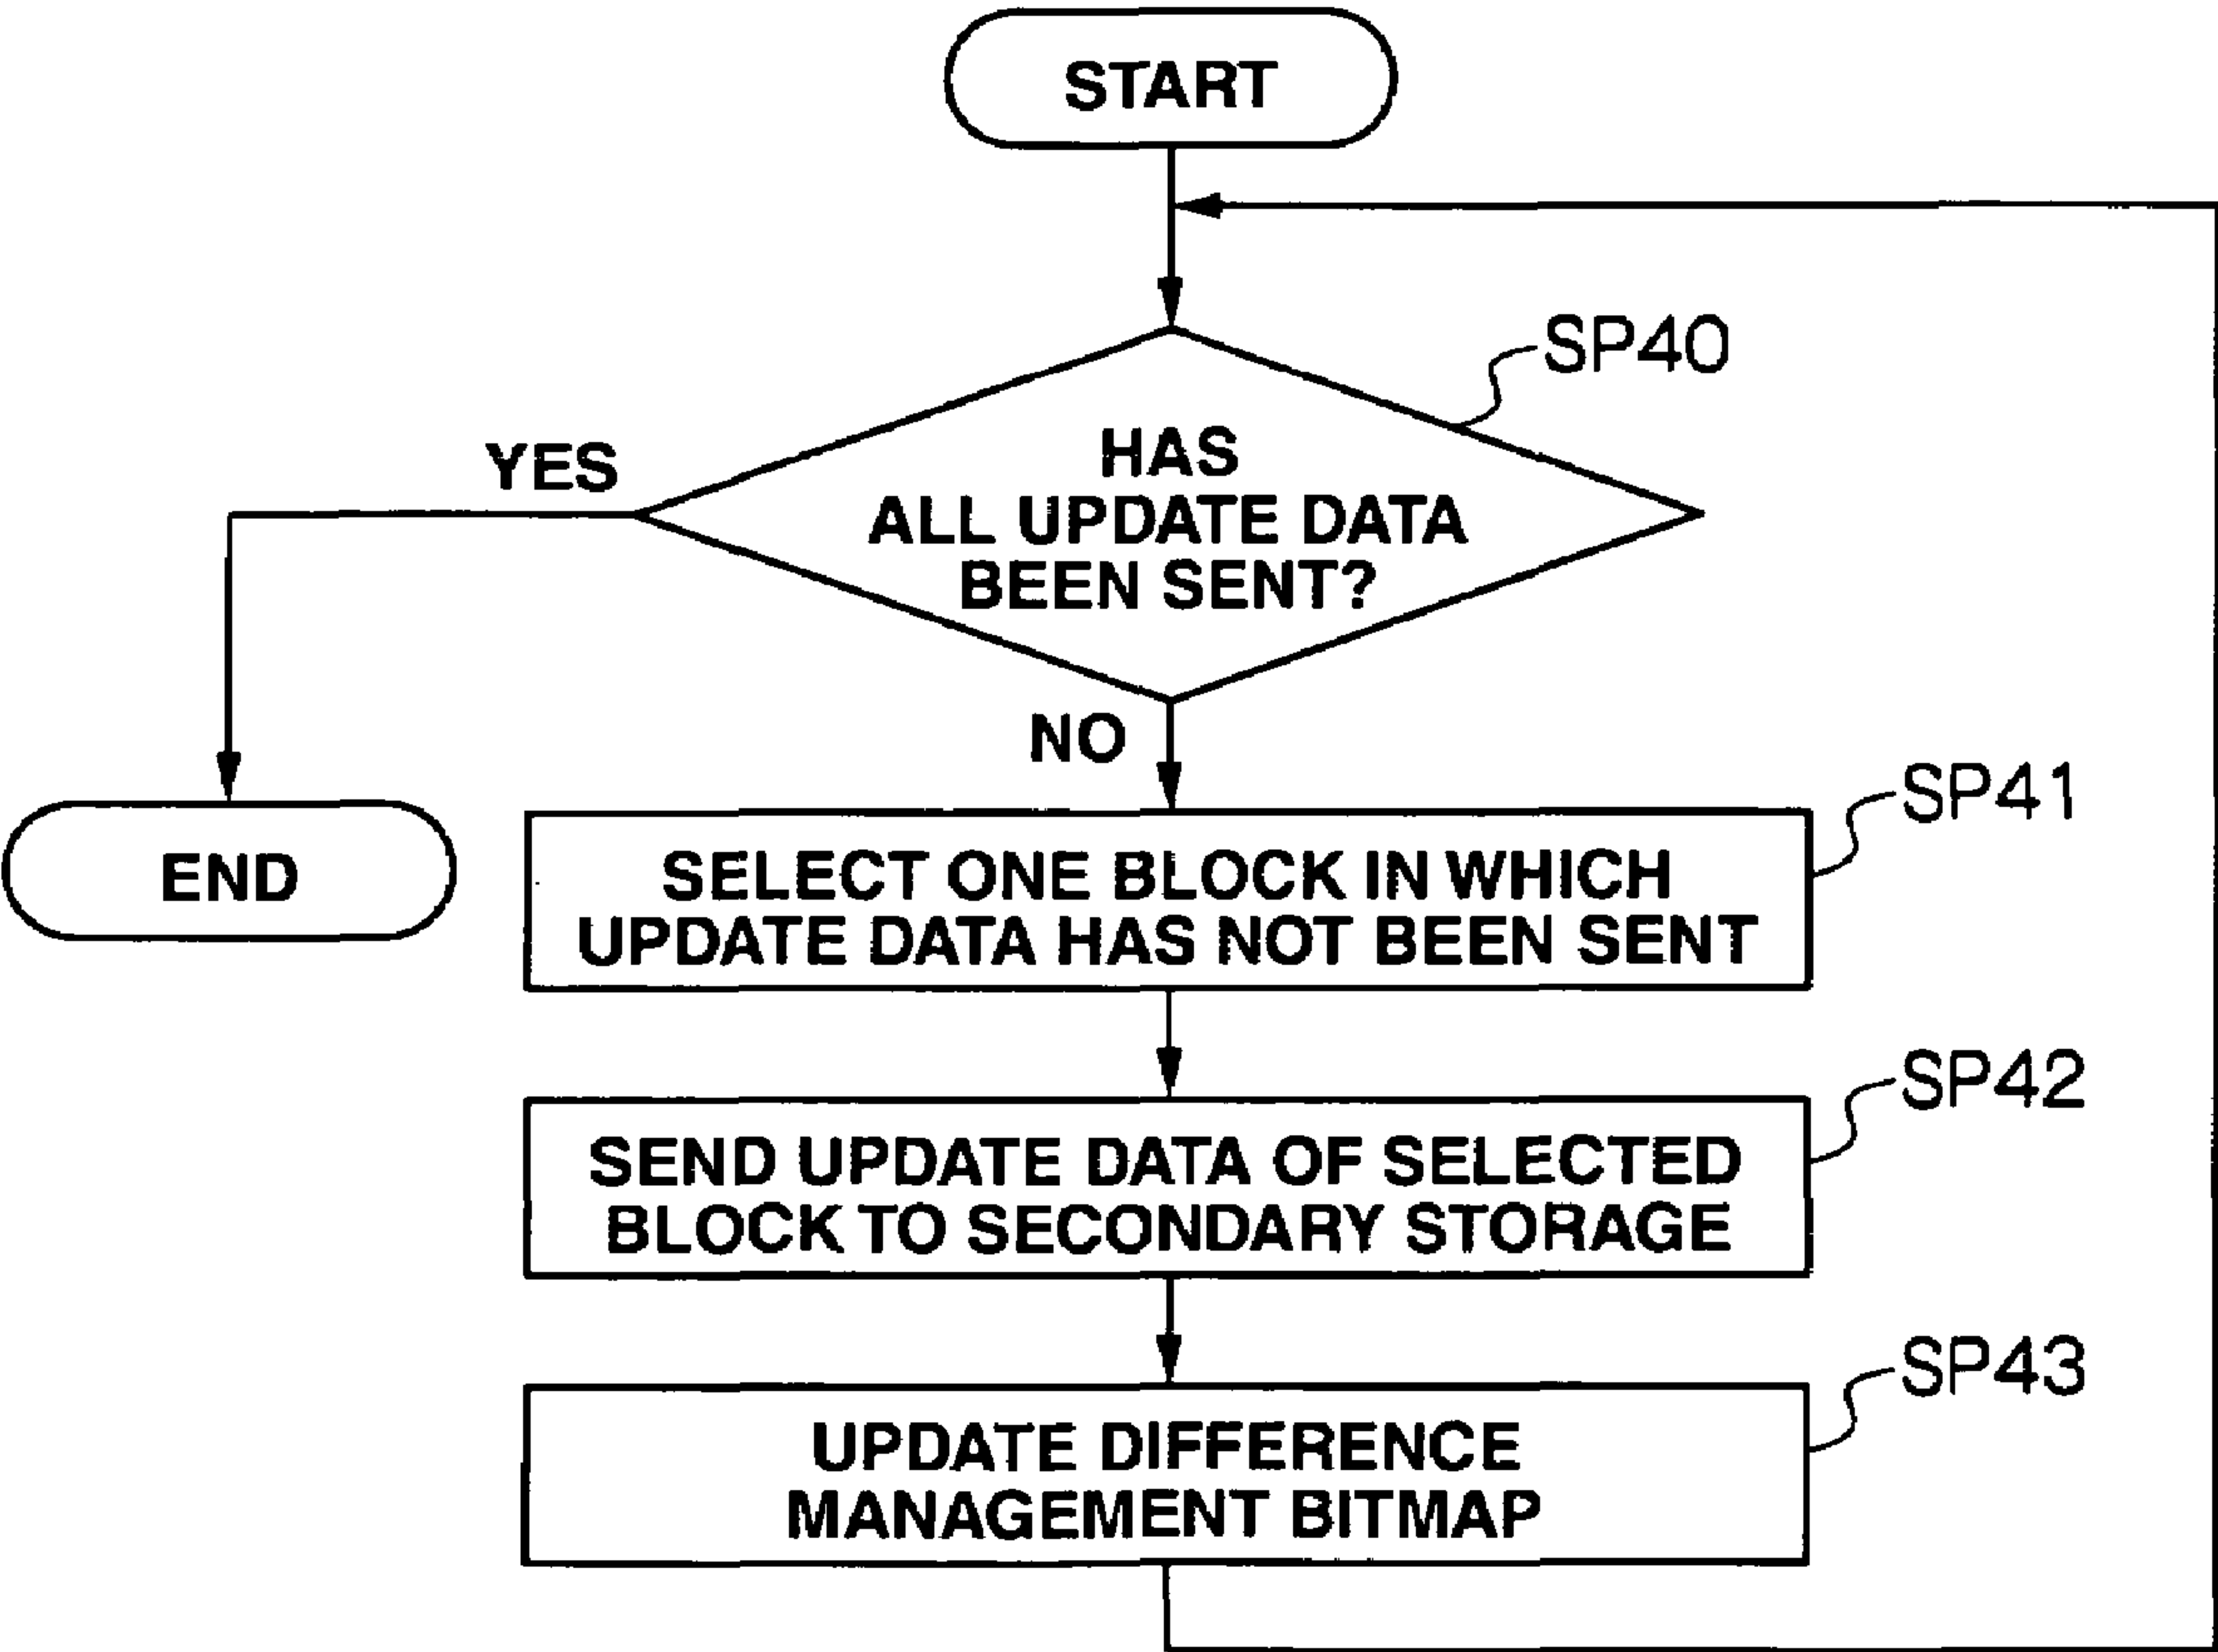 START
SP40
YES
HAS
ALL UPDATE DATA
BEEN SENT?
NO
SP41
END
SELECT ONE BLOCK IN WHICH
UPDATE DATA HAS NOT BEEN SENT
SP42
SEND UPDATE DATA OF SELECTED
BLOCK TO SECONDARY STORAGE
SP43
UPDATE DIFFERENCE
MANAGEMENT BITMAP